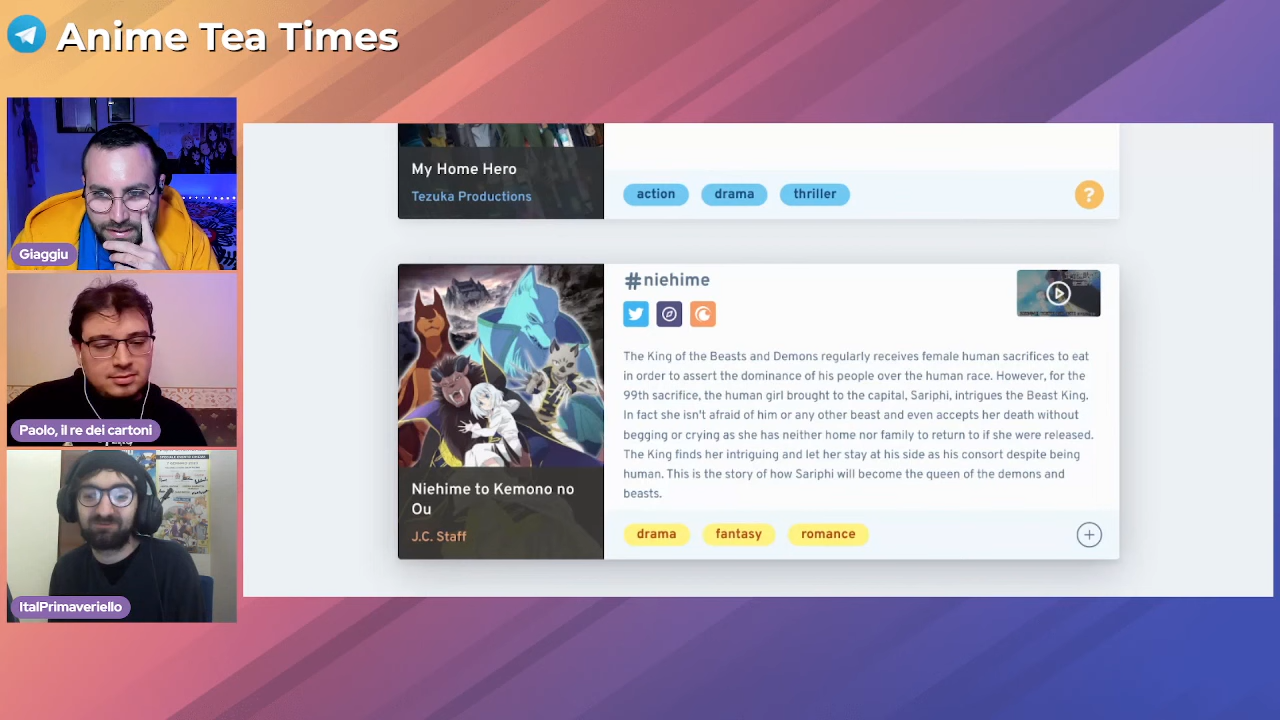 Anime Tea Times
Giaggiu
Paolo, il re dei cartoni
ItalPrimaveriello
My Home Hero
Tezuka Productions
action
drama
thriller
?
Niehime to Kemono no
Ou
J.C. Staff
#niehime
The King of the Beasts and Demons regularly receives female human sacrifices to eat
in order to assert the dominance of his people over the human race. However, for the
99th sacrifice, the human girl brought to the capital, Sariphi, intrigues the Beast King.
In fact she isn't afraid of him or any other beast and even accepts her death without
begging or crying as she has neither home nor family to return to if she were released.
The King finds her intriguing and let her stay at his side as his consort despite being
human. This is the story of how Sariphi will become the queen of the demons and
beasts.
drama
fantasy
romance